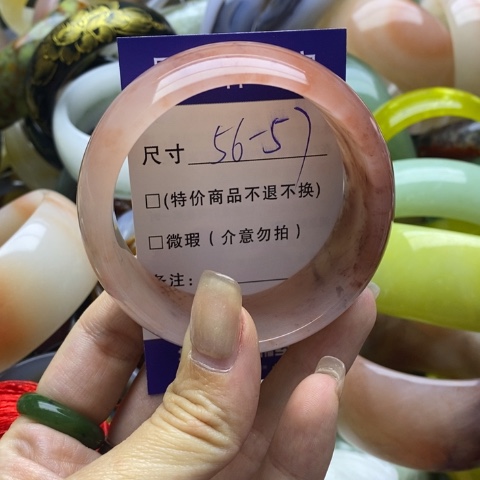 尺寸 56-57
□(特价商品不退不换)
□微瑕(介意勿拍)
备注: